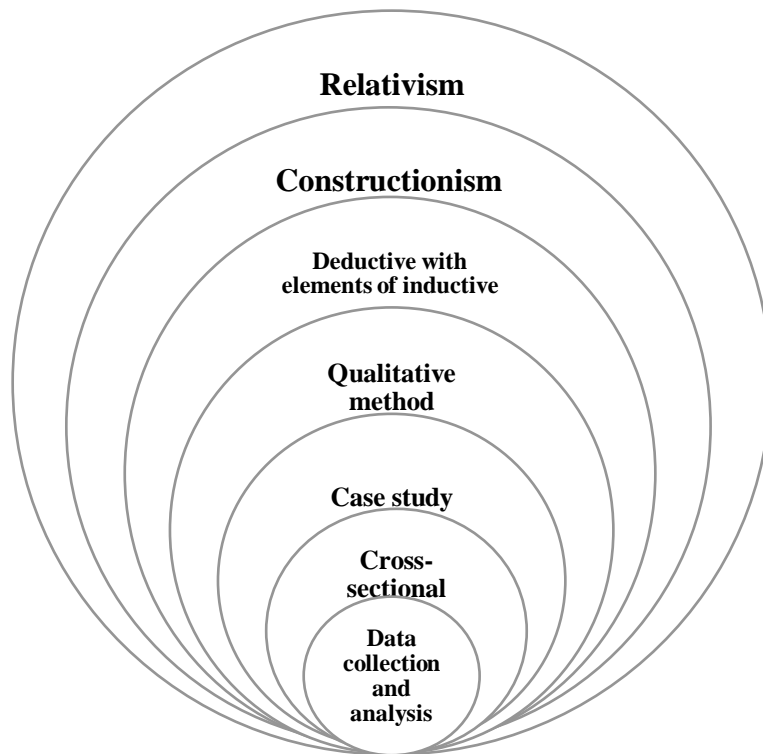 Relativism
Constructionism
Deductive with
elements of inductive
Qualitative
method
Case study
Cross-
sectional
Data
collection
and
analysis